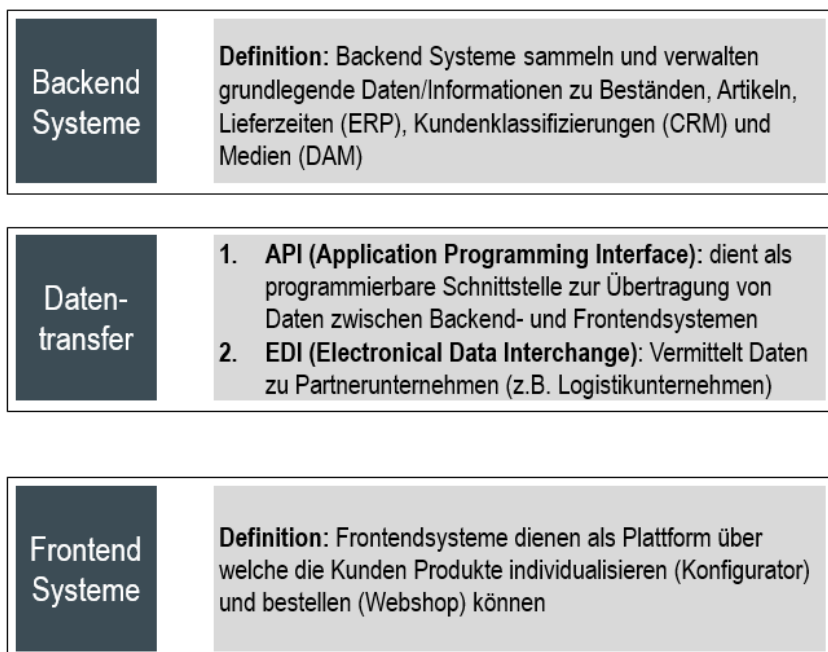 Backend
Systeme
Definition: Backend Systeme sammeln und verwalten
grundlegende Daten/Informationen zu Beständen, Artikeln,
Lieferzeiten (ERP), Kundenklassifizierungen (CRM) und
Medien (DAM)
Daten-
transfer
1. API (Application Programming Interface): dient als
programmierbare Schnittstelle zur Übertragung von
Daten zwischen Backend- und Frontendsystemen
2. EDI (Electronical Data Interchange): Vermittelt Daten
zu Partnerunternehmen (z.B. Logistikunternehmen)
Frontend
Systeme
Definition: Frontendsysteme dienen als Plattform über
welche die Kunden Produkte individualisieren (Konfigurator)
und bestellen (Webshop) können